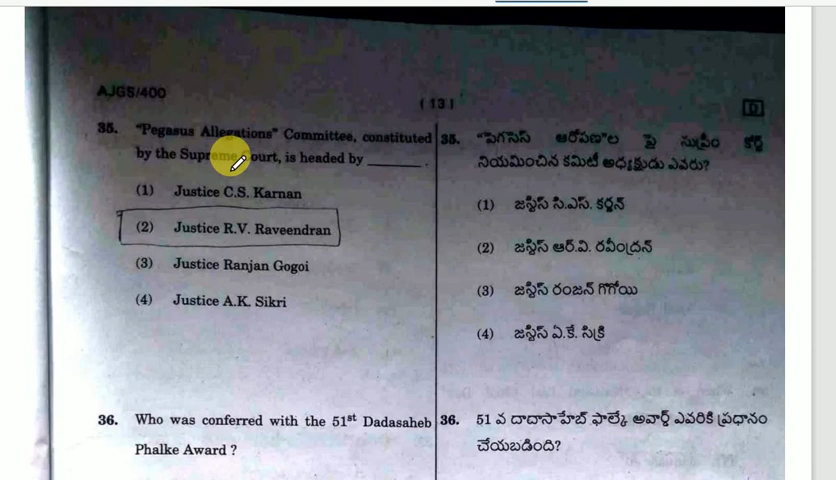 AJGS/400
( 13 )
D
35. "Pegasus Allegations" Committee, constituted
by the Supreme Court, is headed by ________ .
(1) Justice C.S. Karnan
(2) Justice R.V. Raveendran
(3) Justice Ranjan Gogoi
(4) Justice A.K. Sikri
36. Who was conferred with the 51st Dadasaheb
Phalke Award ?
35. "పెగసెస్ ఆరోపణ"ల పై సుప్రీం కోర్ట్
నియమించిన కమిటీ అధ్యక్షుడు ఎవరు?
(1) జస్టిస్ సి.ఎస్. కర్ణన్
(2) జస్టిస్ ఆర్.వి. రవీంద్రన్
(3) జస్టిస్ రంజన్ గొగోయి
(4) జస్టిస్ ఏ.కే. సిక్రి
36. 51 వ దాదాసాహేబ్ ఫాల్కే అవార్డ్ ఎవరికి ప్రధానం
చేయబడింది?